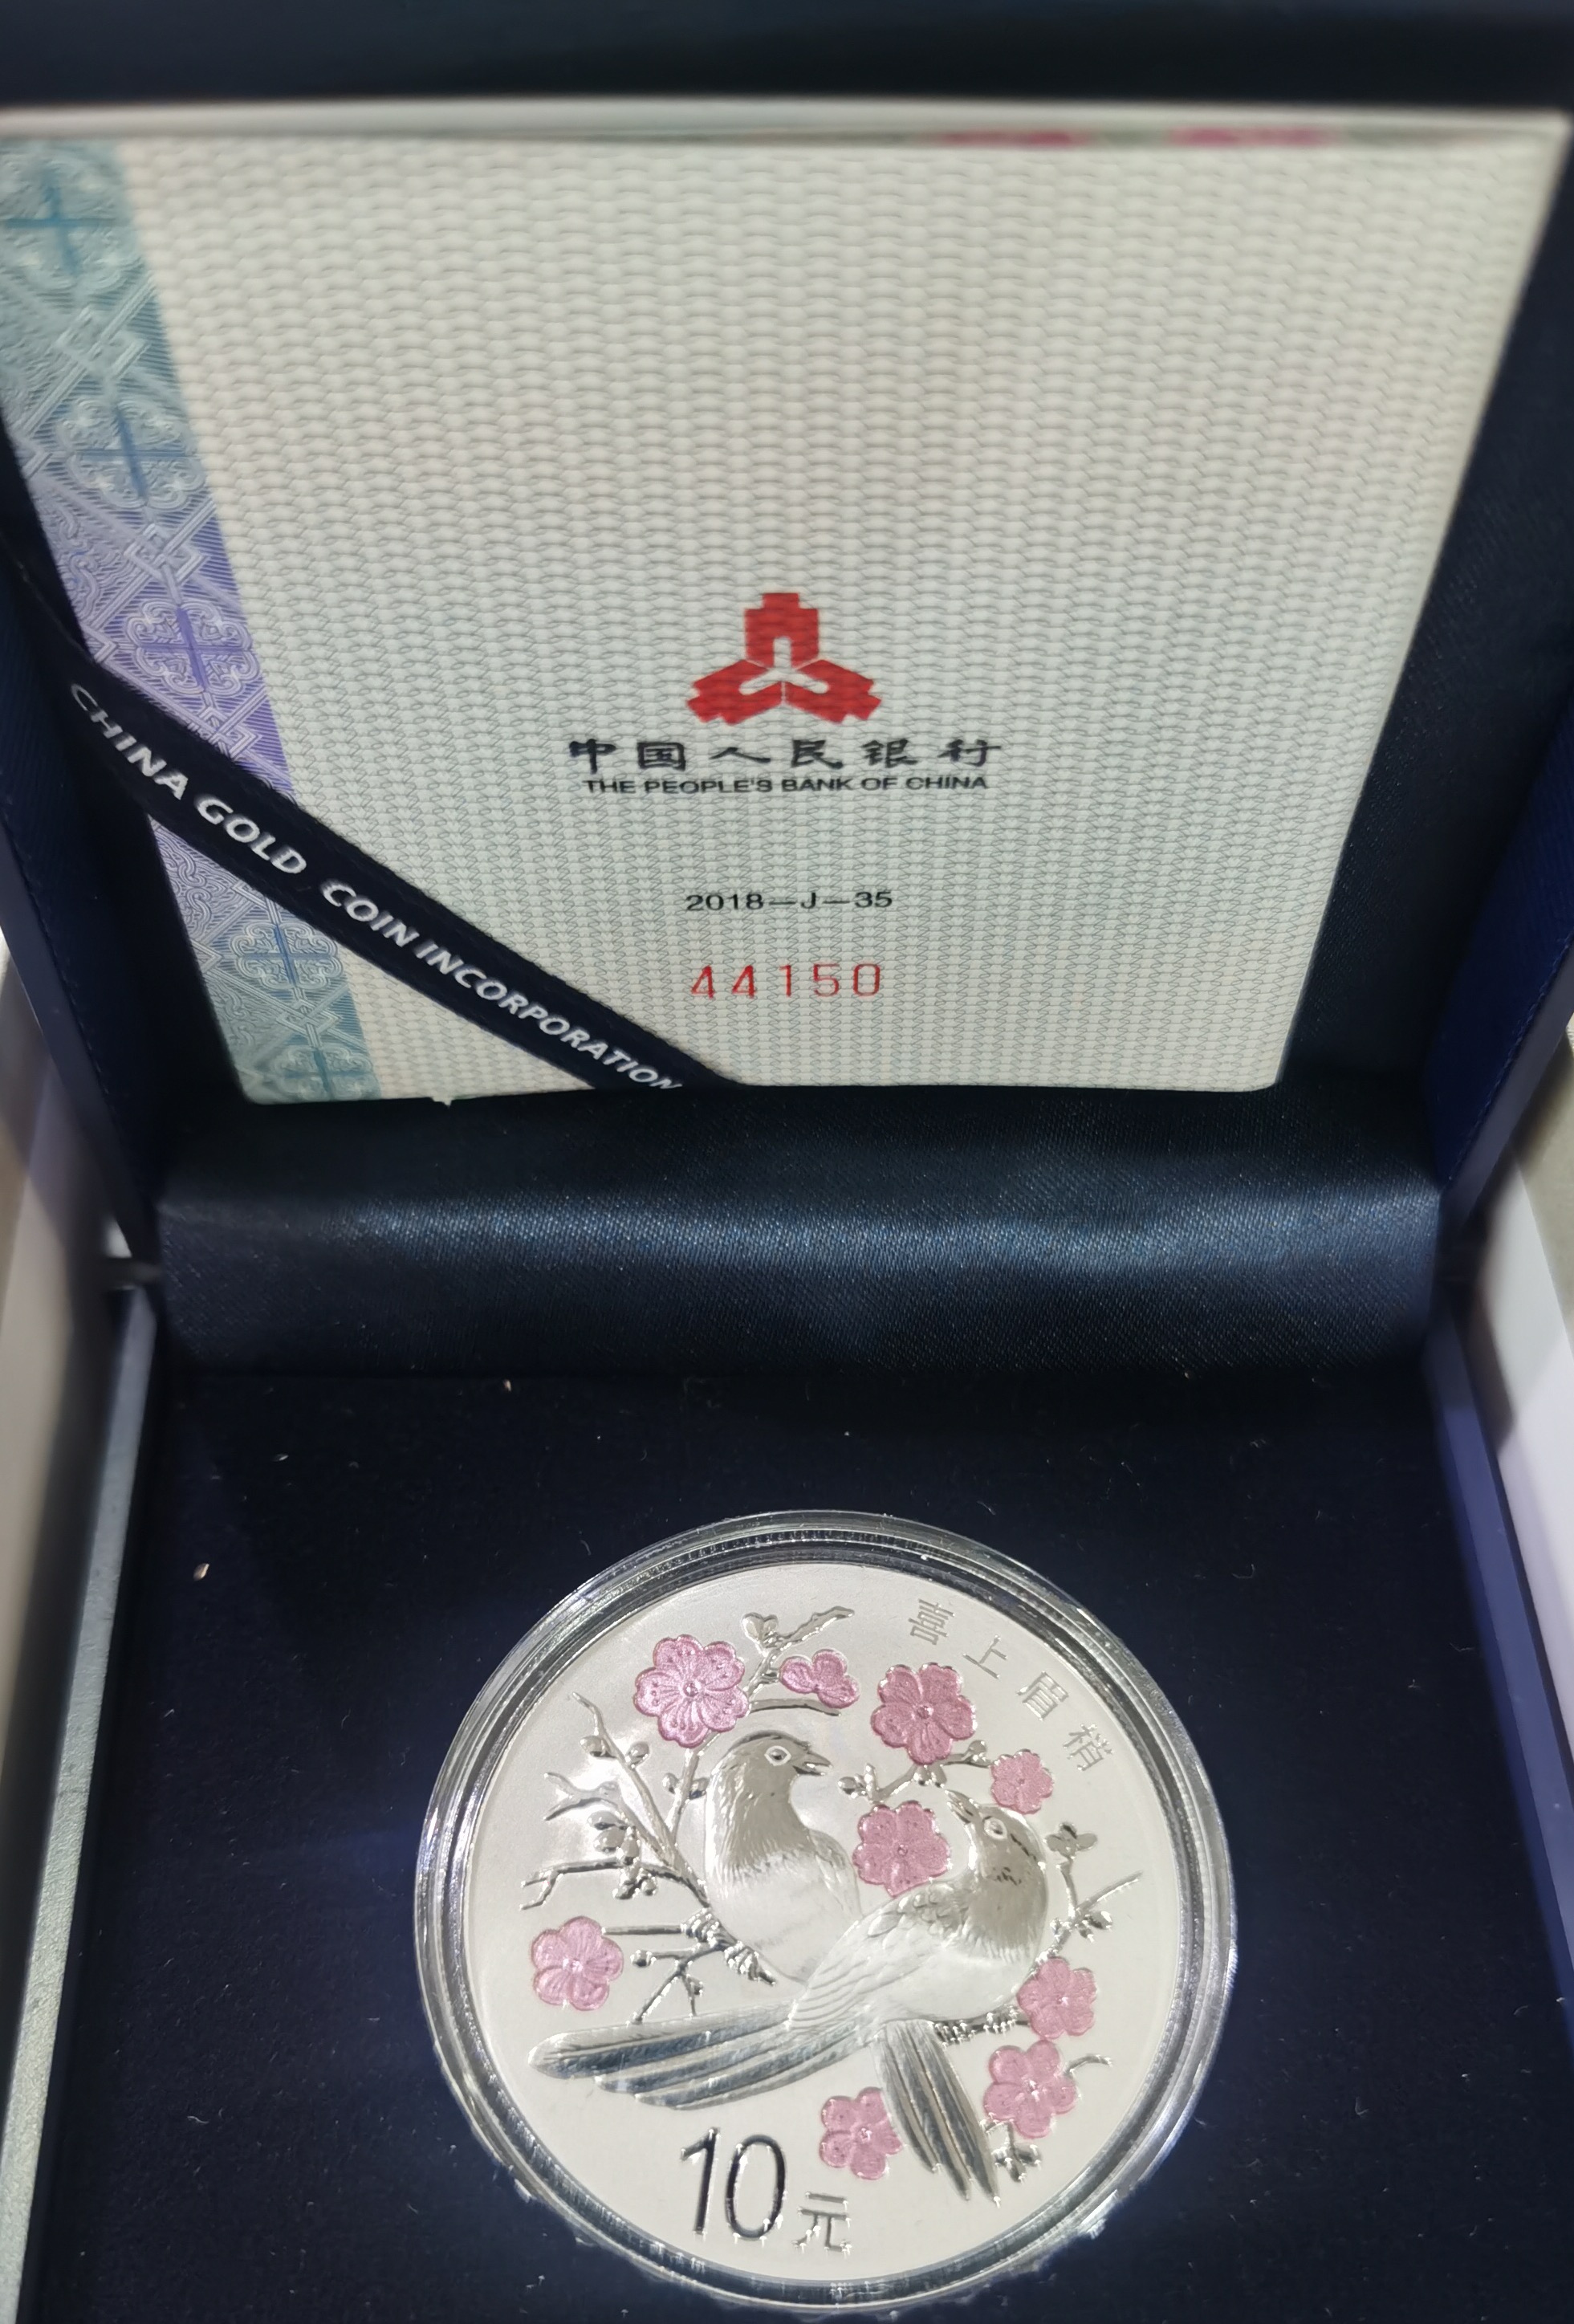 中国人民银行
THE PEOPLE'S BANK OF CHINA
2018—J—35
44150
CHINA GOLD COIN INCORPORATION
喜上眉梢
10元